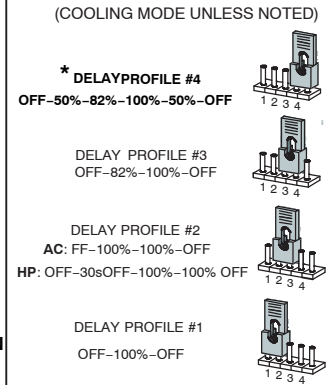 (COOLING MODE UNLESS NOTED)
* DELAYPROFILE #4
OFF−50%−82%−100%−50%−OFF
1 2 3 4
DELAY PROFILE #3
OFF−82%−100%−OFF
1 2 3 4
DELAY PROFILE #2
AC: FF−100%−100%−OFF
HP: OFF−30sOFF−100%−100% OFF
1 2 3 4
DELAY PROFILE #1
OFF−100%−OFF
1 2 3 4